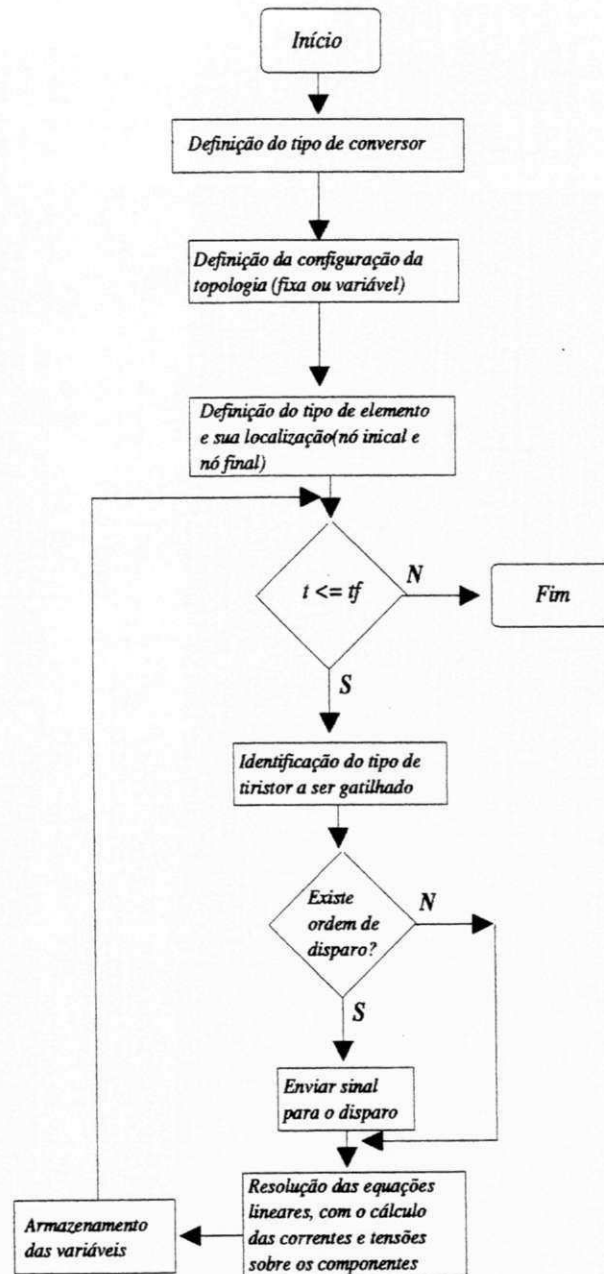 Início
Definição do tipo de conversor
Definição da configuração da
topologia (fixa ou variável)
Definição do tipo de elemento
e sua localização(nó inical e
nó final)
t <= tf
N
Fim
S
Identificação do tipo de
tiristor a ser gatilhado
Existe
ordem de
disparo?
N
S
Enviar sinal
para o disparo
Resolução das equações
lineares, com o cálculo
das correntes e tensões
sobre os componentes
Armazenamento
das variáveis